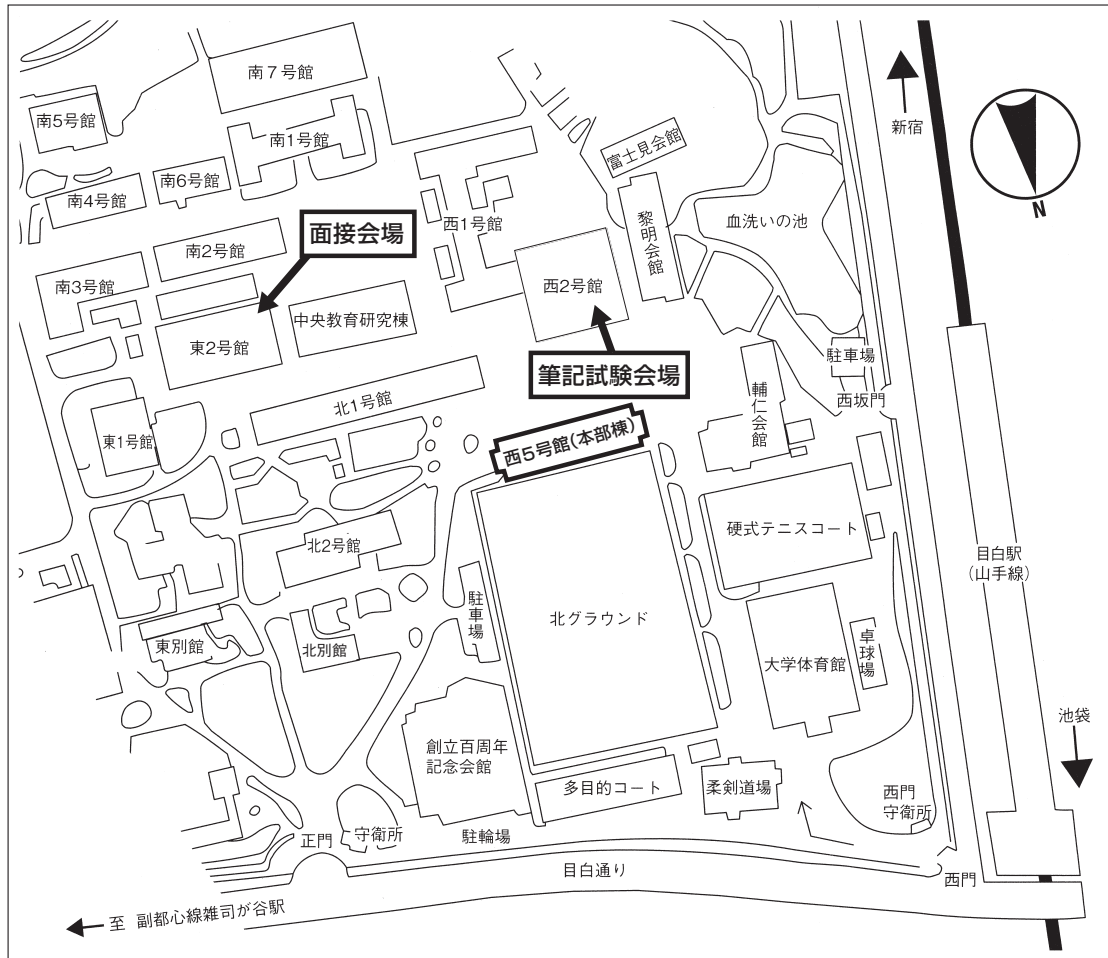 南7号館
南5号館
南1号館
新宿
富士見会館
南6号館
南4号館
血洗いの池
西1号館
黎明会館
面接会場
南2号館
南3号館
西2号館
中央教育研究棟
東2号館
駐車場
筆記試験会場
輔仁会館
西坂門
北1号館
東1号館
西5号館(本部棟)
硬式テニスコート
北2号館
目白駅
(山手線)
駐車場
北グラウンド
東別館
北別館
大学体育館
卓球場
池袋
創立百周年
記念会館
多目的コート
柔剣道場
西門
守衛所
正門
守衛所
駐輪場
目白通り
西門
至 副都心線雑司が谷駅
N